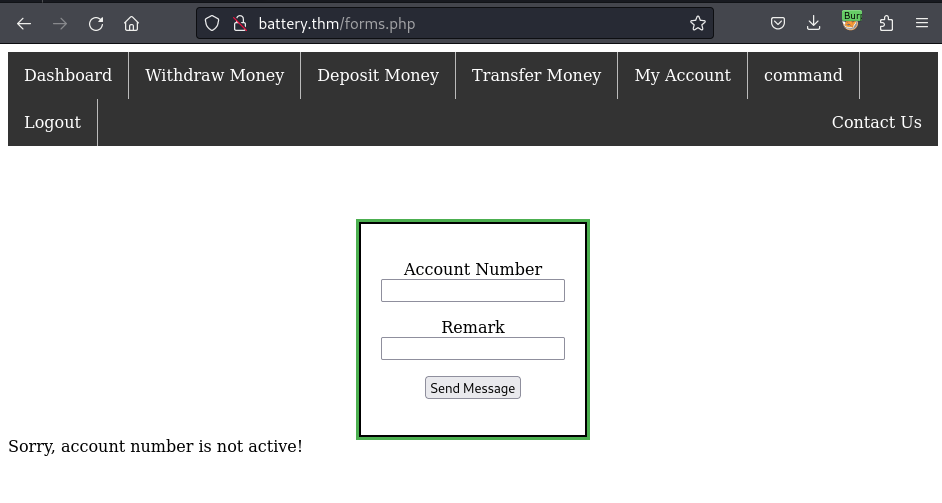 Burp
battery.thm/forms.php
Dashboard Withdraw Money Deposit Money Transfer Money My Account command
Logout Contact Us
Account Number
Remark
Send Message
Sorry, account number is not active!